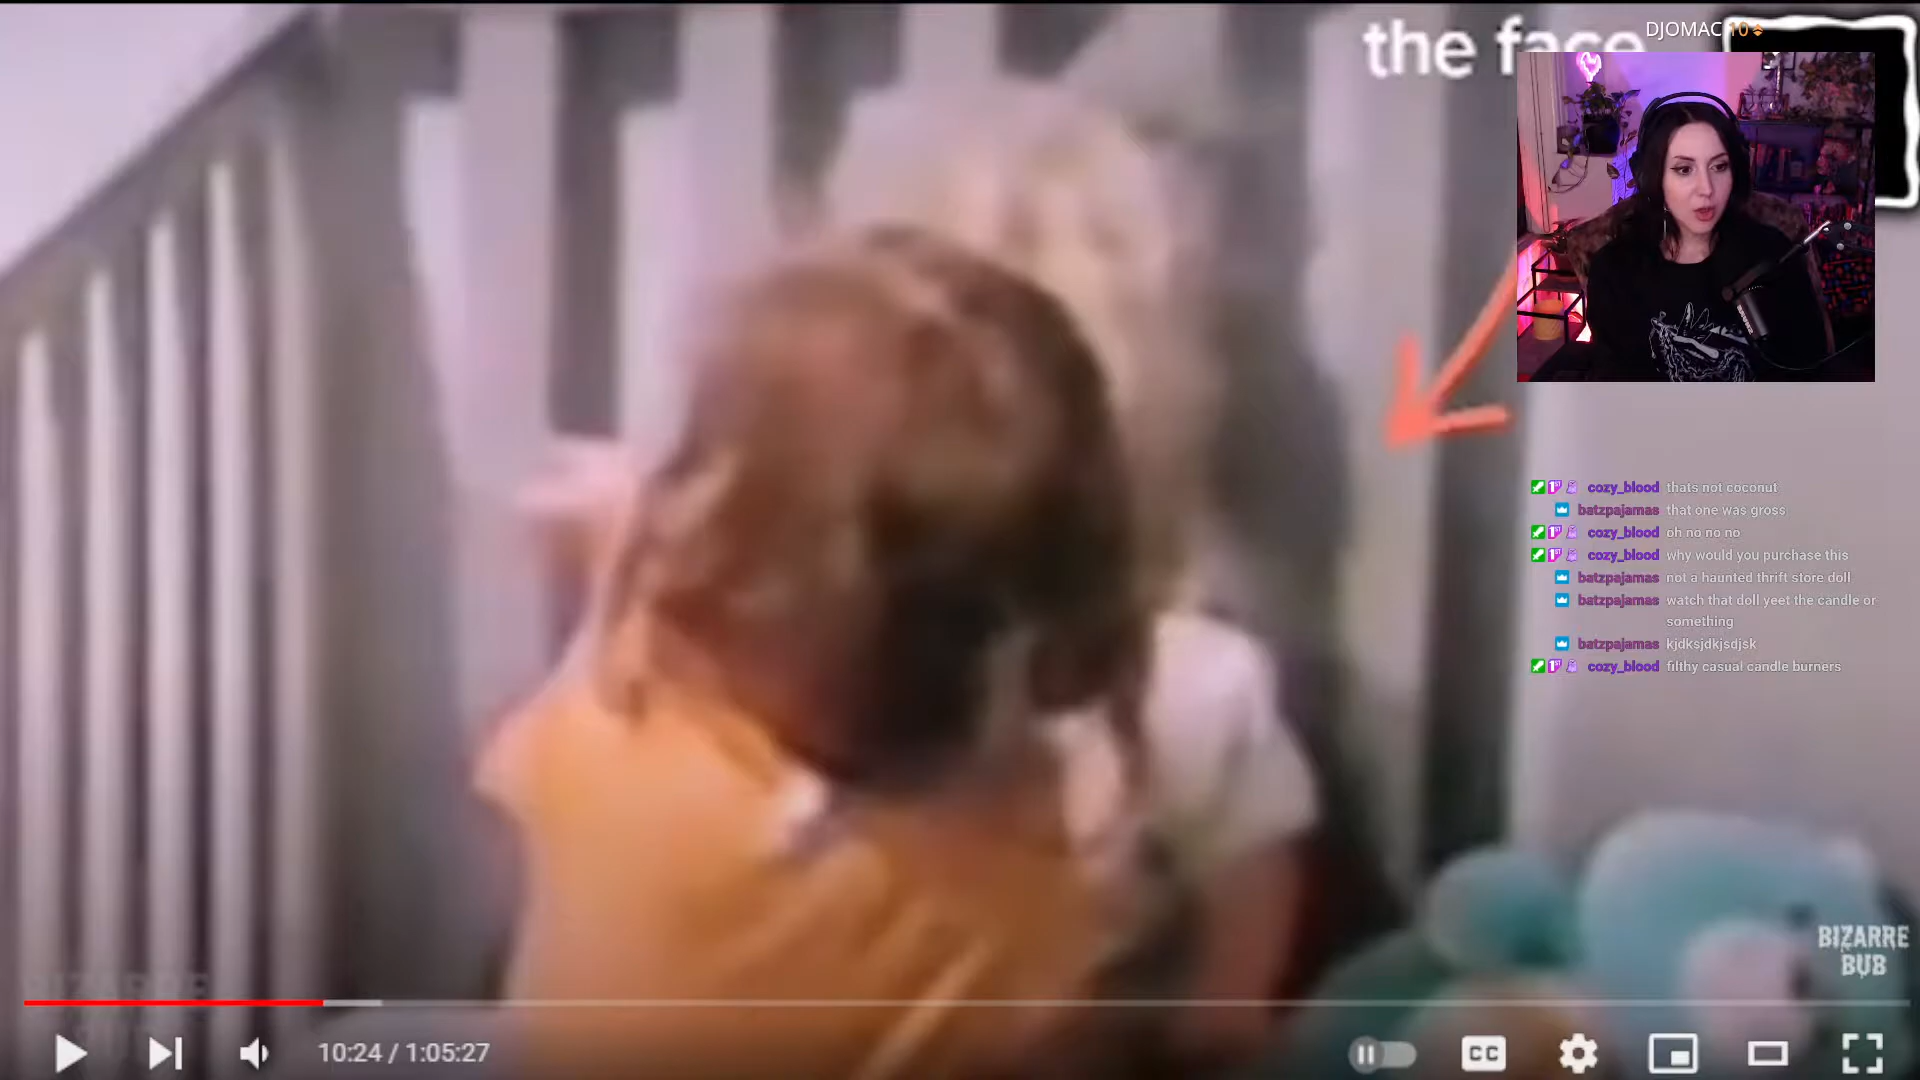 the face
DJOMAC 10
cozy_blood thats not coconut
batzpajamas that one was gross
cozy_blood oh no no no
cozy_blood why would you purchase this
batzpajamas not a haunted thrift store doll
batzpajamas watch that doll yeet the candle or
something
batzpajamas kjdksjdkjsdjsk
cozy_blood filthy casual candle burners
BIZARRE
BUB
10:24 / 1:05:27
CC